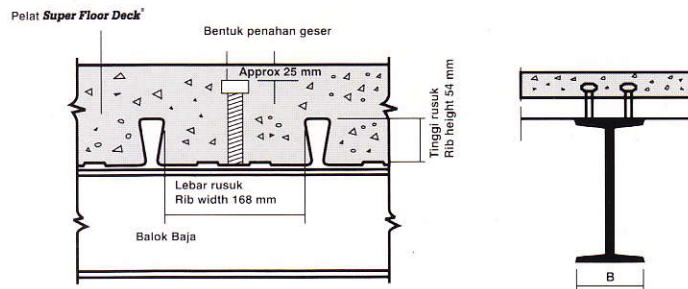 Pelat Super Floor Deck®
Bentuk penahan geser
Approx 25 mm
Tinggi rusuk
Rib height 54 mm
Lebar rusuk
Rib width 168 mm
Balok Baja
B